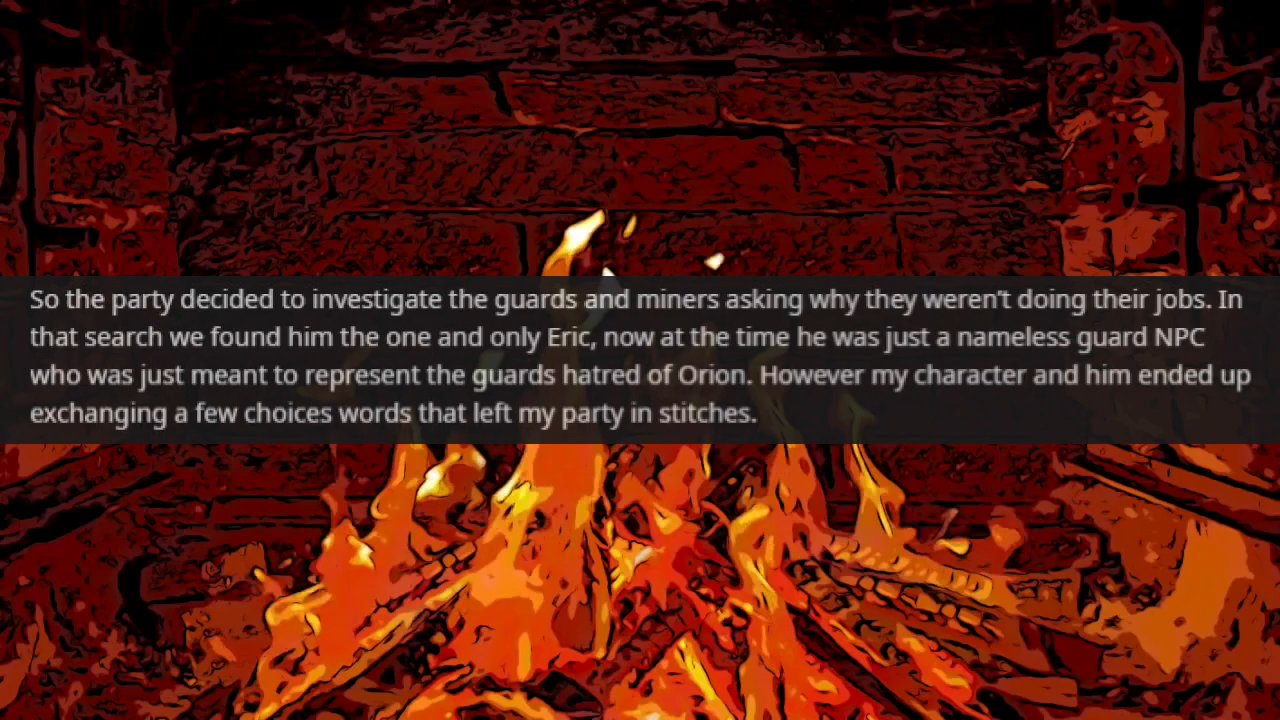 So the party decided to investigate the guards and miners asking why they weren't doing their jobs. In
that search we found him the one and only Eric, now at the time he was just a nameless guard NPC
who was just meant to represent the guards hatred of Orion. However my character and him ended up
exchanging a few choices words that left my party in stitches.